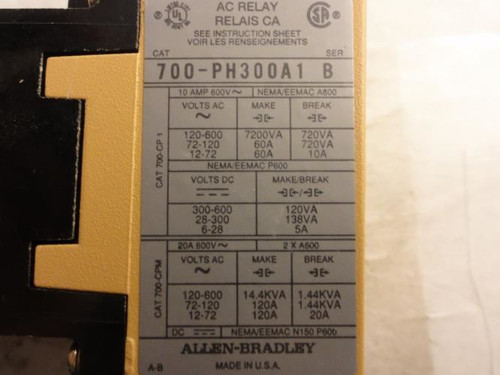 AC RELAY
RELAIS CA
UL
SA
SEE INSTRUCTION SHEET
VOIR LES RENSEIGNEMENTS
CAT SER
700-PH300A1 B
10 AMP 600V~ NEMA/EEMAC A600
CAT 700-CP 1
VOLTS AC MAKE BREAK
~
120-600 7200VA 720VA
72-120 60A 720VA
12-72 60A 10A
NEMA/EEMAC P600
VOLTS DC MAKE/BREAK
300-600 120VA
28-300 138VA
6-28 5A
20A 600V~ 2 X A600
CAT 700-CPM
VOLTS AC MAKE BREAK
~
120-600 14.4KVA 1.44KVA
72-120 120A 1.44KVA
12-72 120A 20A
DC NEMA/EEMAC N150 P600
ALLEN-BRADLEY
A-B MADE IN U.S.A.